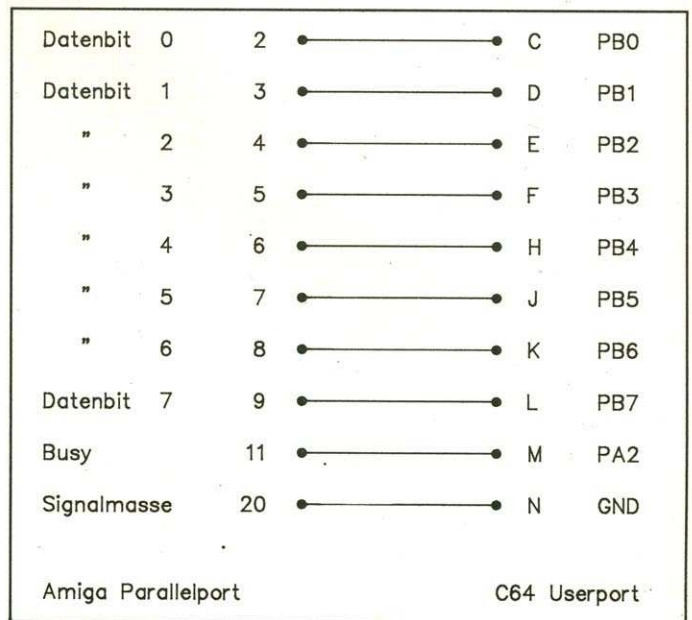 Datenbit 0 2 C PB0
Datenbit 1 3 D PB1
" 2 4 E PB2
" 3 5 F PB3
" 4 6 H PB4
" 5 7 J PB5
" 6 8 K PB6
Datenbit 7 9 L PB7
Busy 11 M PA2
Signalmasse 20 N GND
Amiga Parallelport C64 Userport